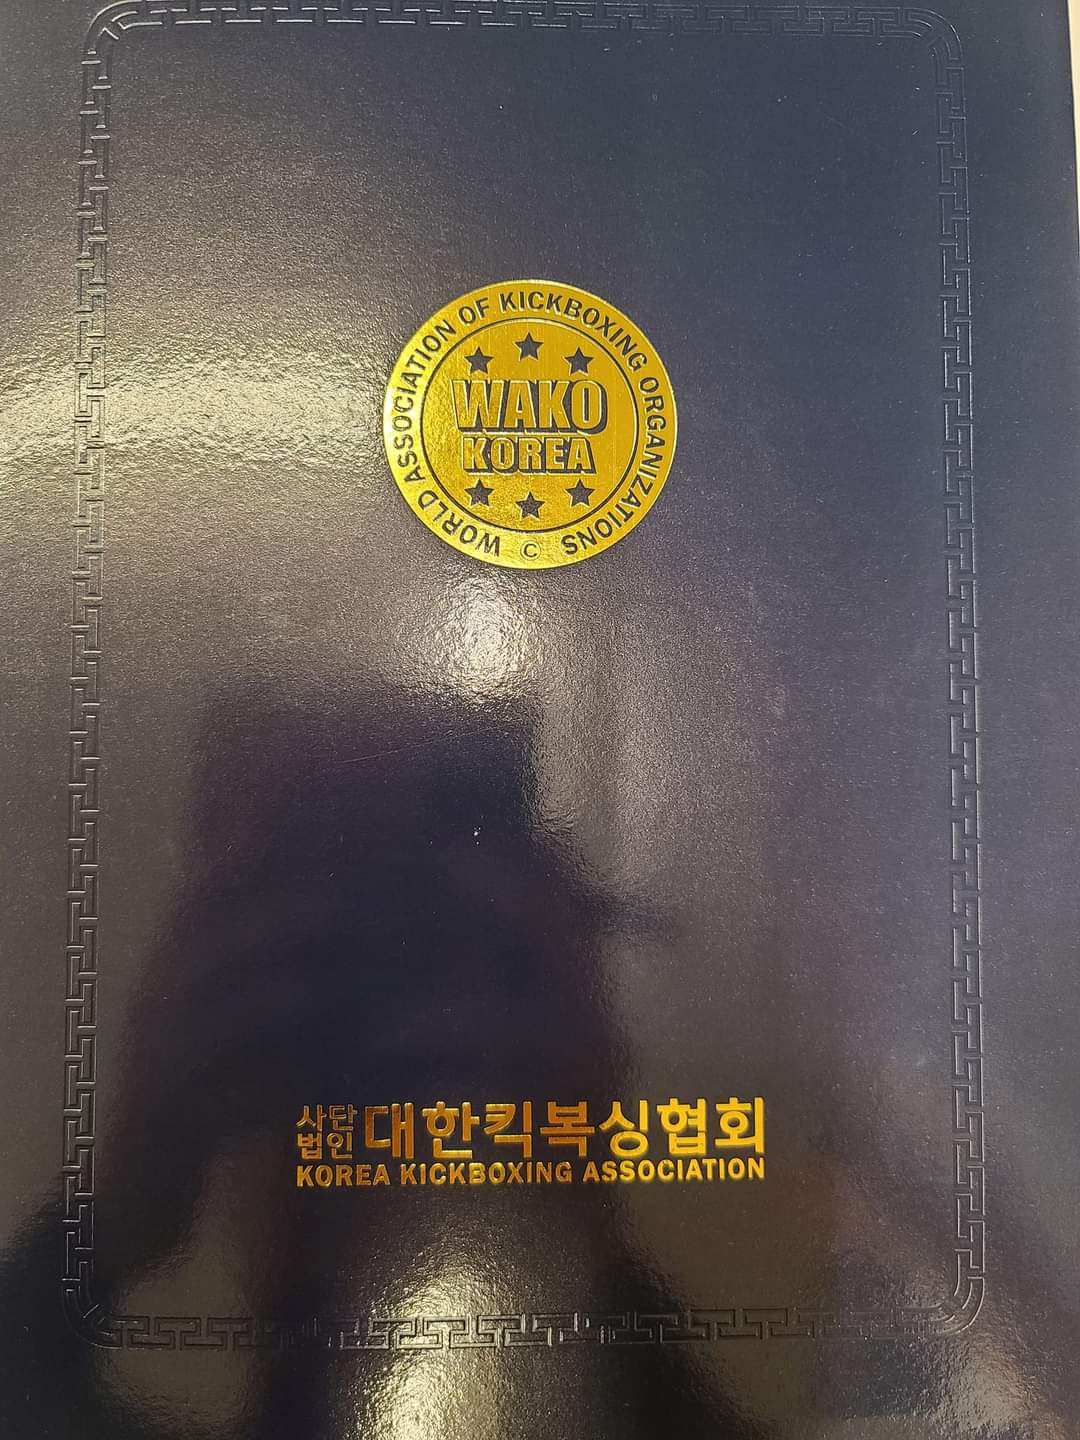 WORLD ASSOCIATION OF KICKBOXING ORGANIZATIONS ©
WAKO
KOREA
사단법인 대한킥복싱협회
KOREA KICKBOXING ASSOCIATION